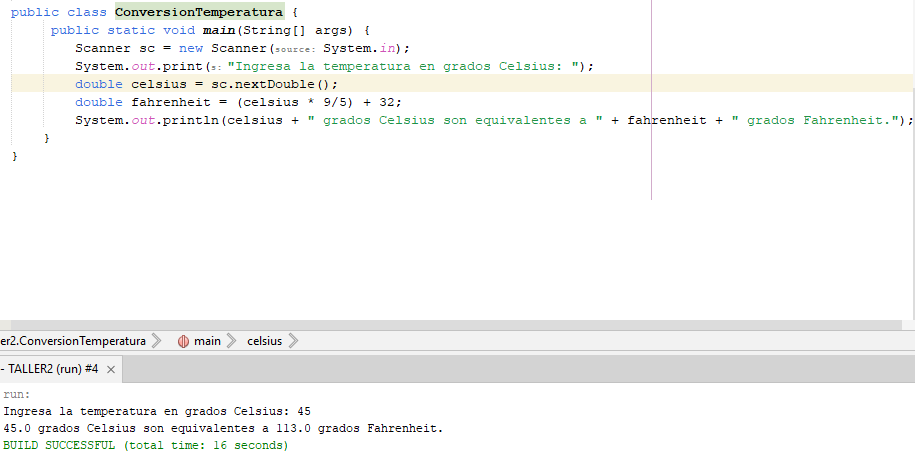 public class ConversionTemperatura {
public static void main(String[] args) {
Scanner sc = new Scanner(source: System.in);
System.out.print(s: "Ingresa la temperatura en grados Celsius: ");
double celsius = sc.nextDouble();
double fahrenheit = (celsius * 9/5) + 32;
System.out.println(celsius + " grados Celsius son equivalentes a " + fahrenheit + " grados Fahrenheit.");
}
}
er2.ConversionTemperatura main celsius
- TALLER2 (run) #4 ×
run:
Ingresa la temperatura en grados Celsius: 45
45.0 grados Celsius son equivalentes a 113.0 grados Fahrenheit.
BUILD SUCCESSFUL (total time: 16 seconds)